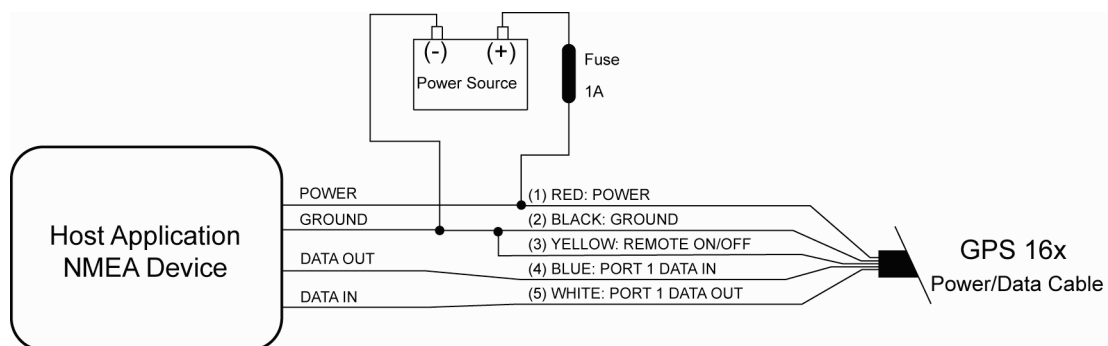 (-)
(+)
Power Source
Fuse
1A
Host Application
NMEA Device
POWER
GROUND
DATA OUT
DATA IN
(1) RED: POWER
(2) BLACK: GROUND
(3) YELLOW: REMOTE ON/OFF
(4) BLUE: PORT 1 DATA IN
(5) WHITE: PORT 1 DATA OUT
GPS 16x
Power/Data Cable